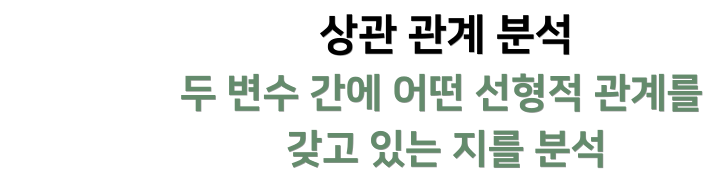 상관 관계 분석
두 변수 간에 어떤 선형적 관계를
갖고 있는 지를 분석